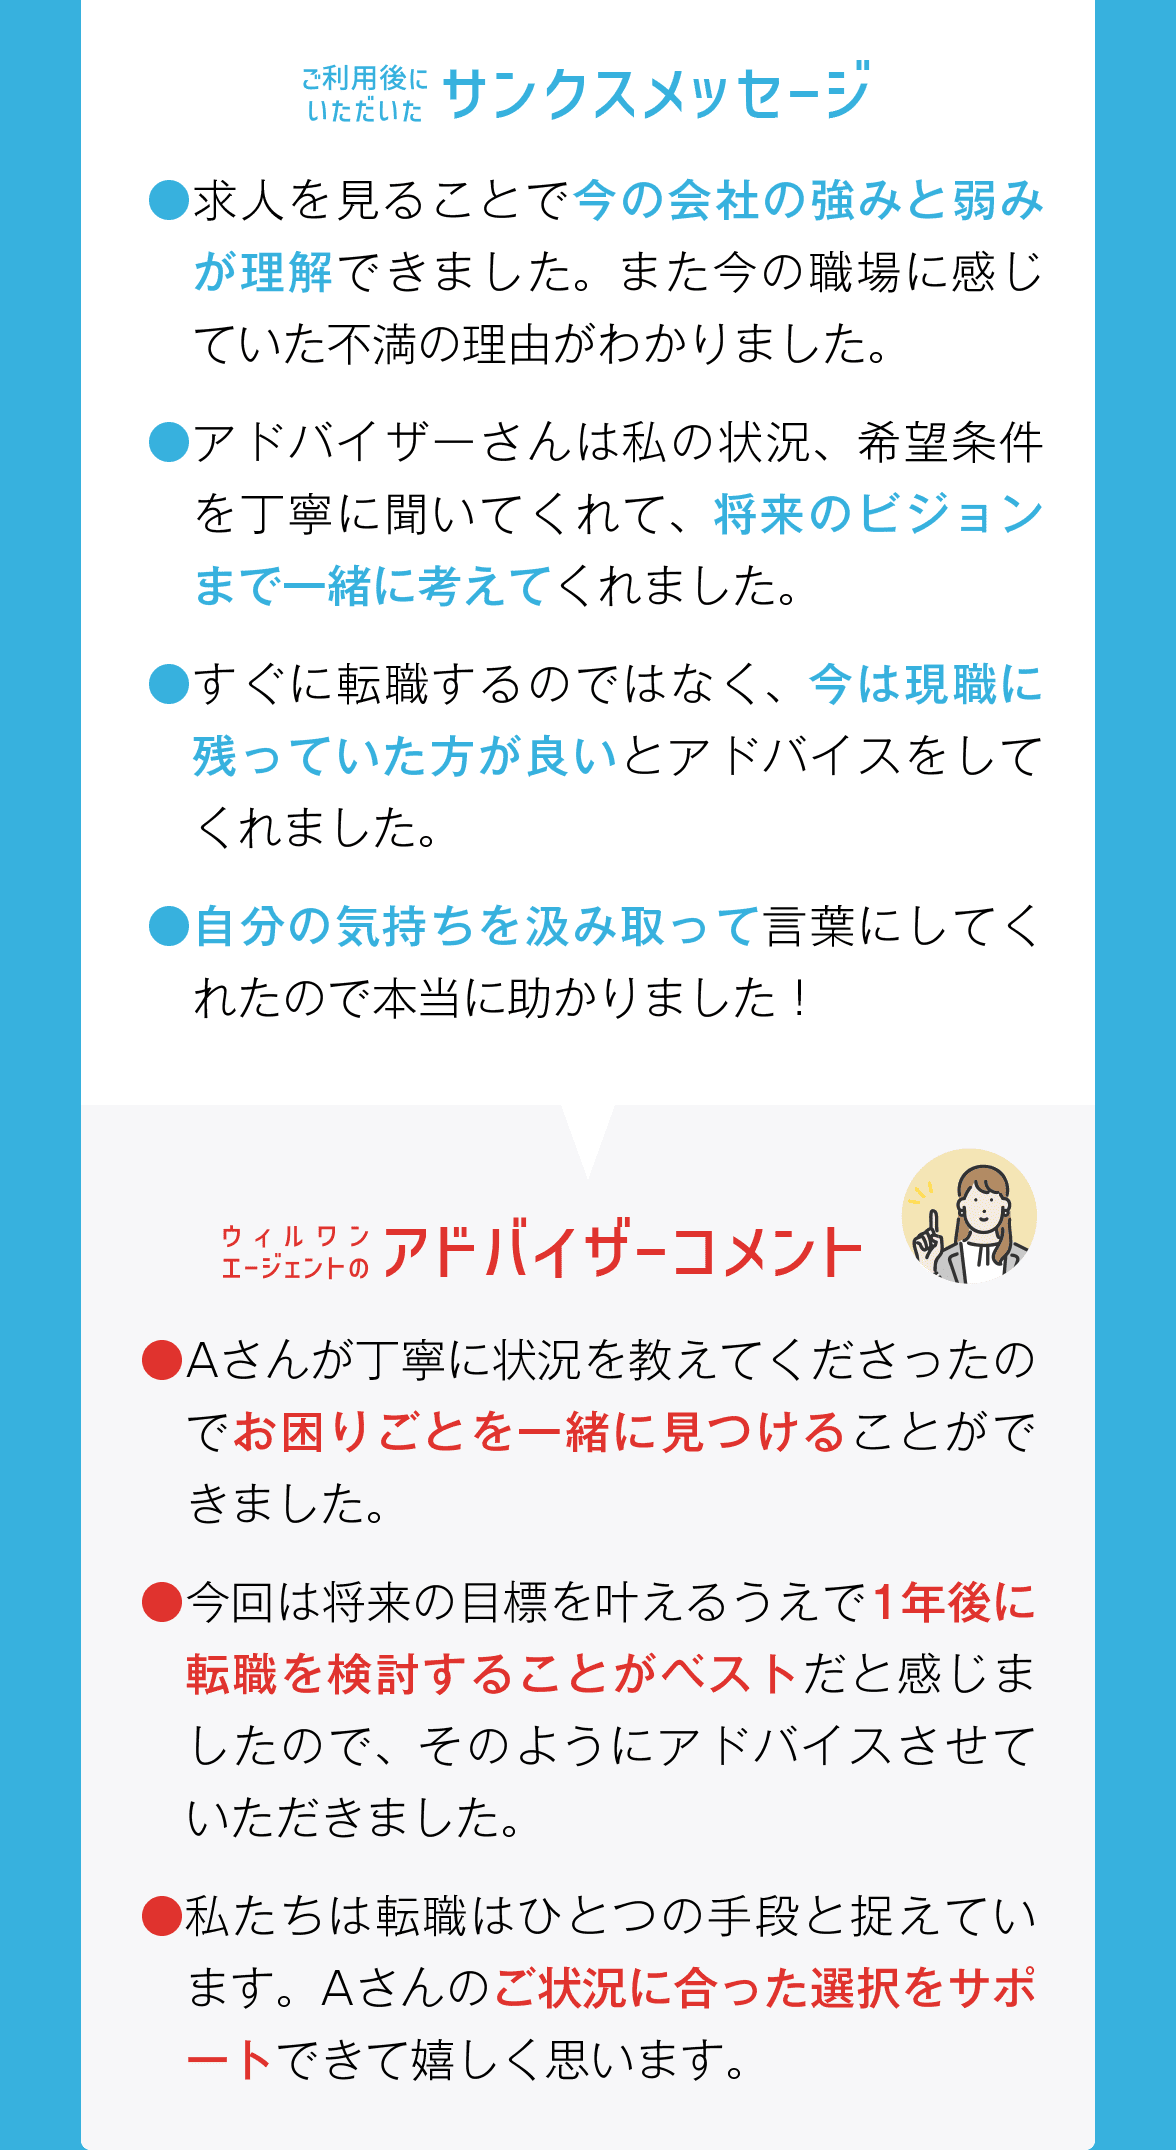 ご利用後に
いただいた
サンクスメッセージ
●求人を見ることで今の会社の強みと弱み
が理解できました。また今の職場に感じ
ていた不満の理由がわかりました。
●アドバイザーさんは私の状況、希望条件
を丁寧に聞いてくれて、将来のビジョン
まで一緒に考えてくれました。
●すぐに転職するのではなく、今は現職に
残っていた方が良いとアドバイスをして
くれました。
●自分の気持ちを汲み取って言葉にしてく
れたので本当に助かりました！
ウィルワン
エージェントの
アドバイザーコメント
●Aさんが丁寧に状況を教えてくださったの
でお困りごとを一緒に見つけることがで
きました。
●今回は将来の目標を叶えるうえで1年後に
転職を検討することがベストだと感じま
したので、そのようにアドバイスさせて
いただきました。
●私たちは転職はひとつの手段と捉えてい
ます。Aさんのご状況に合った選択をサポ
ートできて嬉しく思います。